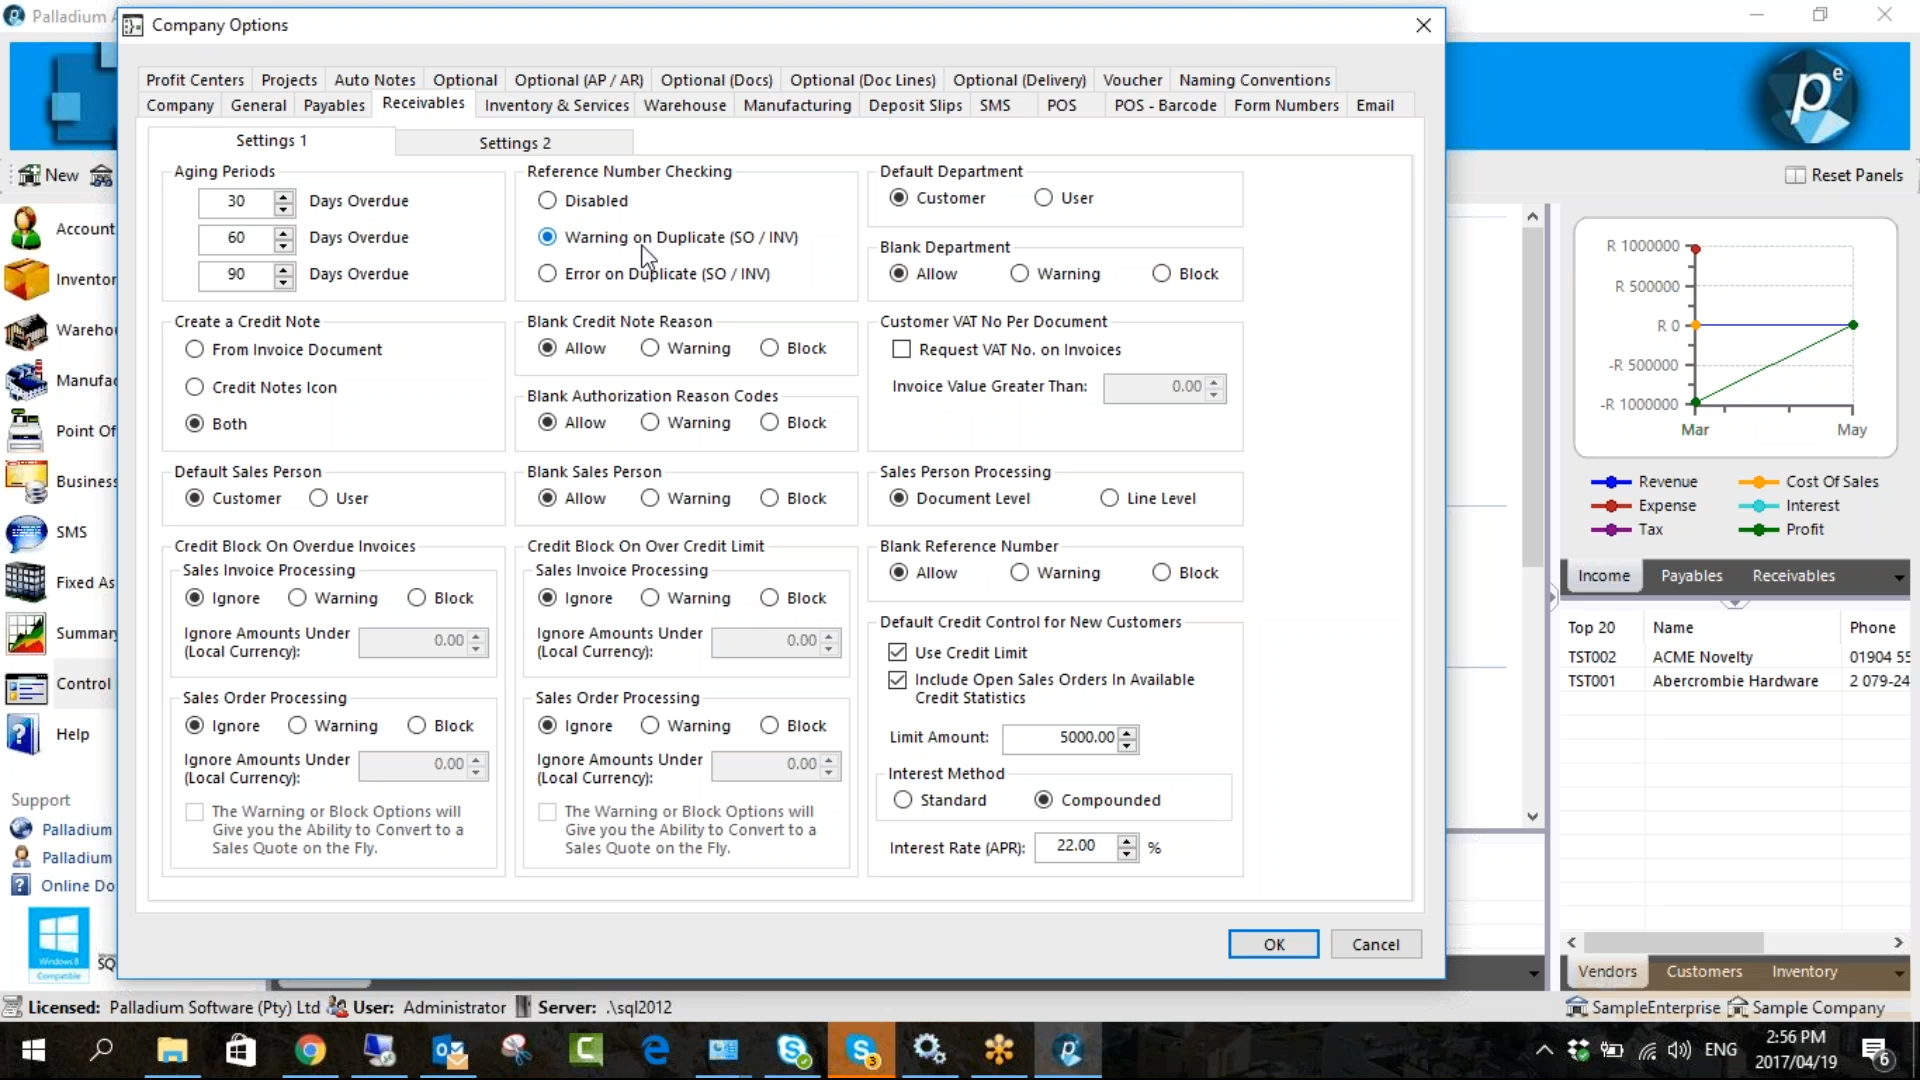 Palladium A
Company Options
Profit Centers Projects Auto Notes Optional Optional (AP / AR) Optional (Docs) Optional (Doc Lines) Optional (Delivery) Voucher Naming Conventions
Company General Payables Receivables Inventory & Services Warehouse Manufacturing Deposit Slips SMS POS POS - Barcode Form Numbers Email
Settings 1 Settings 2
New
Reset Panels
Aging Periods
30 Days Overdue
60 Days Overdue
90 Days Overdue
Reference Number Checking
Disabled
Warning on Duplicate (SO / INV)
Error on Duplicate (SO / INV)
Default Department
Customer User
Blank Department
Allow Warning Block
Create a Credit Note
From Invoice Document
Credit Notes Icon
Both
Blank Credit Note Reason
Allow Warning Block
Blank Authorization Reason Codes
Allow Warning Block
Customer VAT No Per Document
Request VAT No. on Invoices
Invoice Value Greater Than: 0.00
Default Sales Person
Customer User
Blank Sales Person
Allow Warning Block
Sales Person Processing
Document Level Line Level
Credit Block On Overdue Invoices
Sales Invoice Processing
Ignore Warning Block
Ignore Amounts Under
(Local Currency): 0.00
Sales Order Processing
Ignore Warning Block
Ignore Amounts Under
(Local Currency): 0.00
The Warning or Block Options will
Give you the Ability to Convert to a
Sales Quote on the Fly.
Credit Block On Over Credit Limit
Sales Invoice Processing
Ignore Warning Block
Ignore Amounts Under
(Local Currency): 0.00
Sales Order Processing
Ignore Warning Block
Ignore Amounts Under
(Local Currency): 0.00
The Warning or Block Options will
Give you the Ability to Convert to a
Sales Quote on the Fly.
Blank Reference Number
Allow Warning Block
Default Credit Control for New Customers
Use Credit Limit
Include Open Sales Orders In Available
Credit Statistics
Limit Amount: 5000.00
Interest Method
Standard Compounded
Interest Rate (APR): 22.00 %
OK Cancel
Account
Inventor
Wareho
Manufac
Point Of
Business
SMS
Fixed As
Summar
Control
Help
Support
Palladium
Palladium
Online Do
Windows 8
Compatible
SQ
R 1000000
R 500000
R 0
-R 500000
-R 1000000
Mar May
Revenue Cost Of Sales
Expense Interest
Tax Profit
Income Payables Receivables
Top 20 Name Phone
TST002 ACME Novelty 01904 55
TST001 Abercrombie Hardware 2 079-24
Vendors Customers Inventory
Licensed: Palladium Software (Pty) Ltd User: Administrator Server: .\sql2012
SampleEnterprise Sample Company
3
ENG
2:56 PM
2017/04/19
6